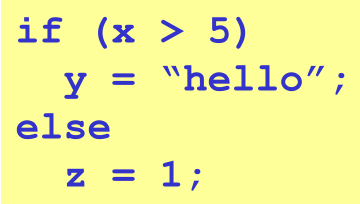 if (x > 5)
  y = “hello”;
else
  z = 1;